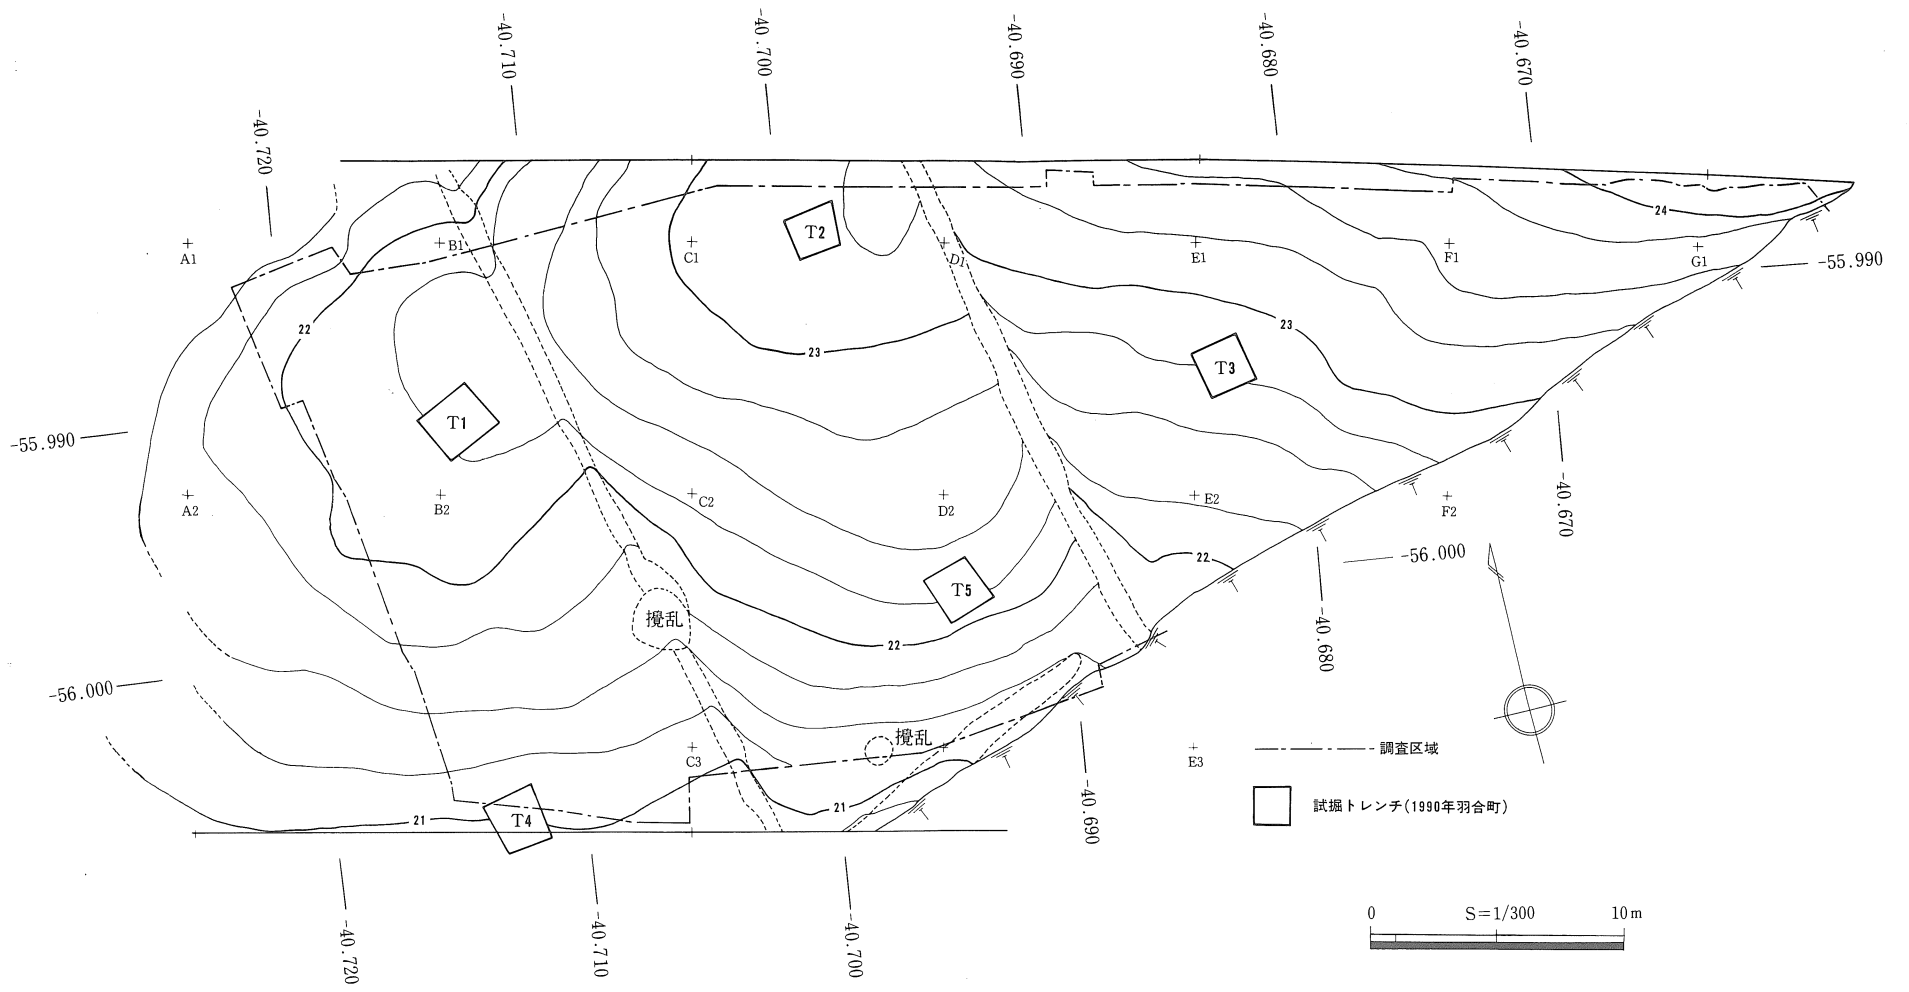 -40.710
-40.700
-40.690
-40.680
-40.670
-40.720
A1
B1
C1
T2
D1
E1
F1
24
G1
-55.990
22
23
23
T3
-55.990
T1
A2
B2
C2
D2
E2
F2
-40.670
22
-56.000
T5
攪乱
22
-40.680
-56.000
攪乱
C3
E3
調査区域
21
T4
21
-40.690
試掘トレンチ(1990年羽合町)
-40.720
-40.710
-40.700
0 S=1/300 10m